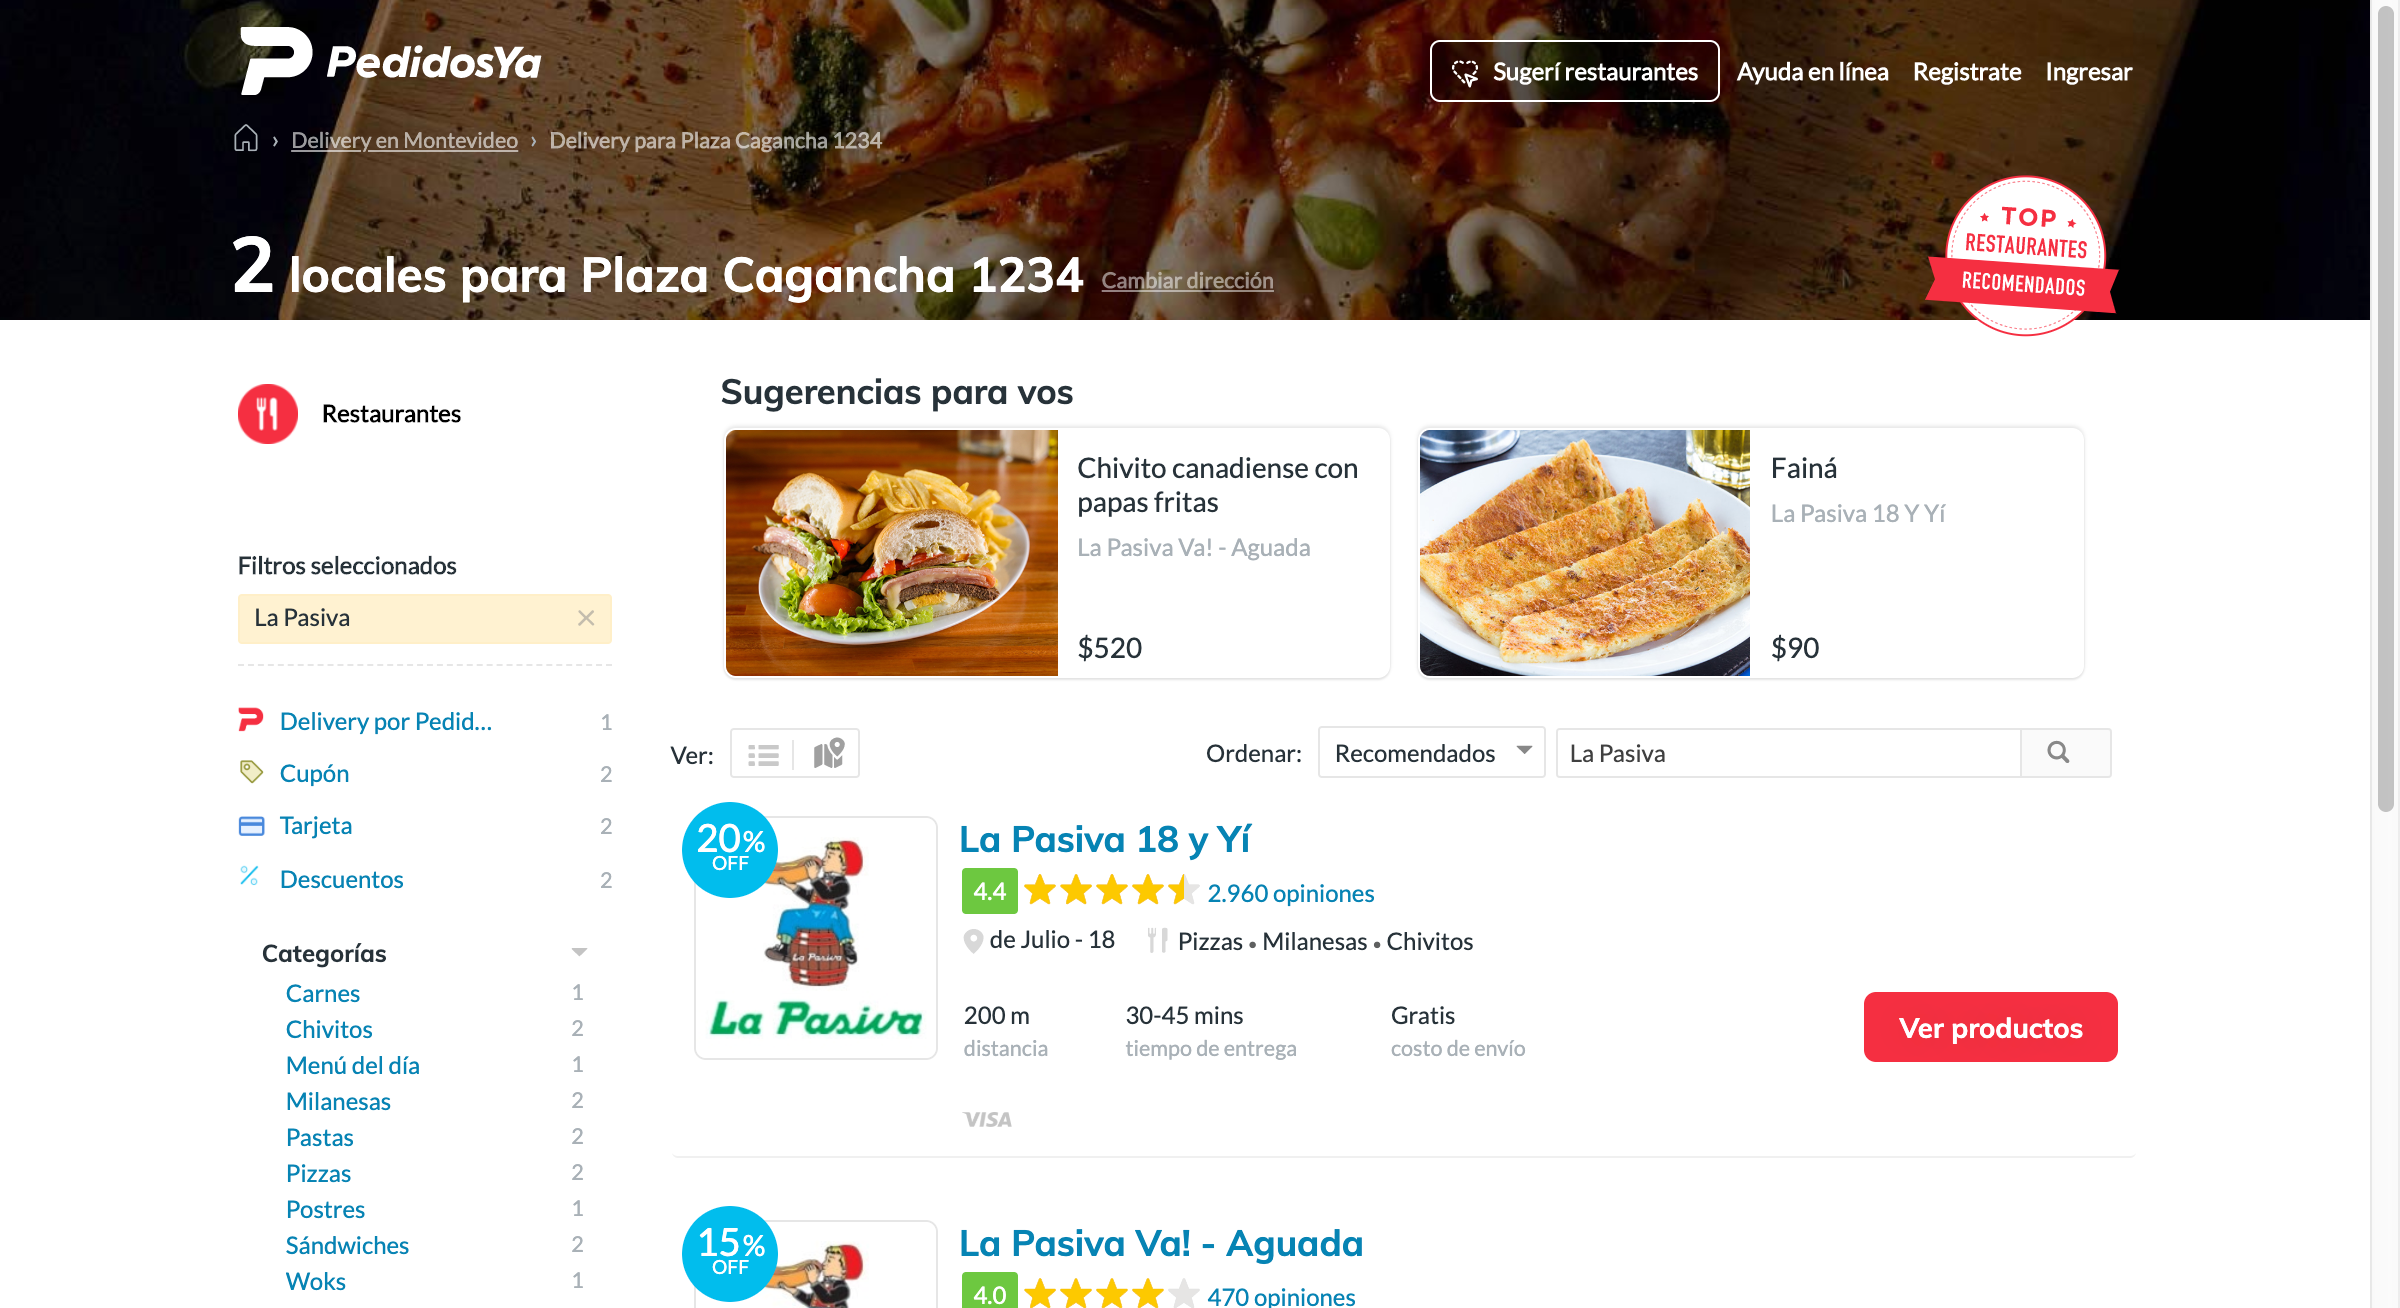 PedidosYa
Sugerí restaurantes
Ayuda en línea
Registrate
Ingresar
› Delivery en Montevideo › Delivery para Plaza Cagancha 1234
TOP
RESTAURANTES
RECOMENDADOS
2 locales para Plaza Cagancha 1234 Cambiar dirección
Restaurantes
Filtros seleccionados
La Pasiva
Delivery por Pedid... 1
Cupón 2
Tarjeta 2
Descuentos 2
Categorías
Carnes 1
Chivitos 2
Menú del día 1
Milanesas 2
Pastas 2
Pizzas 2
Postres 1
Sándwiches 2
Woks 1
Sugerencias para vos
Chivito canadiense con
papas fritas
La Pasiva Va! - Aguada
$520
Fainá
La Pasiva 18 Y Yí
$90
Ver:
Ordenar: Recomendados
La Pasiva
20%
OFF
La Pasiva
La Pasiva
La Pasiva 18 y Yí
4.4 2.960 opiniones
de Julio - 18 Pizzas • Milanesas • Chivitos
200 m 30-45 mins Gratis
distancia tiempo de entrega costo de envío
Ver productos
VISA
15%
OFF
La Pasiva Va! - Aguada
4.0 470 opiniones